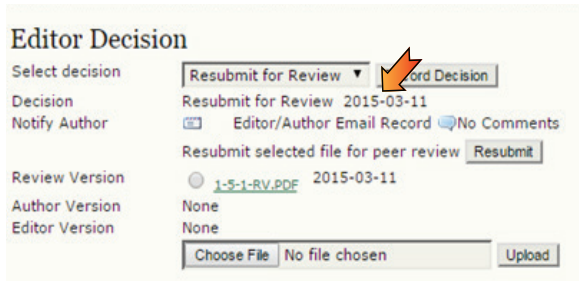 Editor Decision
Select decision Resubmit for Review ord Decision
Decision Resubmit for Review 2015-03-11
Notify Author Editor/Author Email Record No Comments
Resubmit selected file for peer review Resubmit
Review Version 1-5-1-RV.PDF 2015-03-11
Author Version None
Editor Version None
Choose File No file chosen Upload